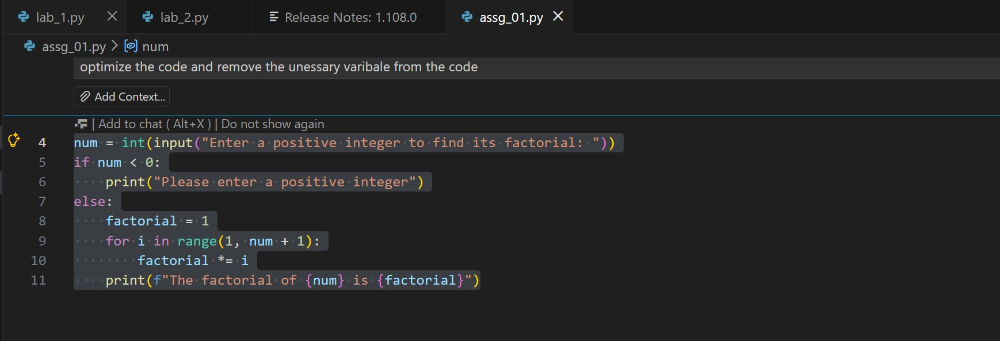 lab_1.py
lab_2.py
Release Notes: 1.108.0
assg_01.py
assg_01.py > num
optimize the code and remove the unessary varibale from the code
Add Context...
| Add to chat ( Alt+X ) | Do not show again
4 num = int(input("Enter a positive integer to find its factorial: "))
5 if num < 0:
6     print("Please enter a positive integer")
7 else:
8     factorial = 1
9     for i in range(1, num + 1):
10         factorial *= i
11     print(f"The factorial of {num} is {factorial}")